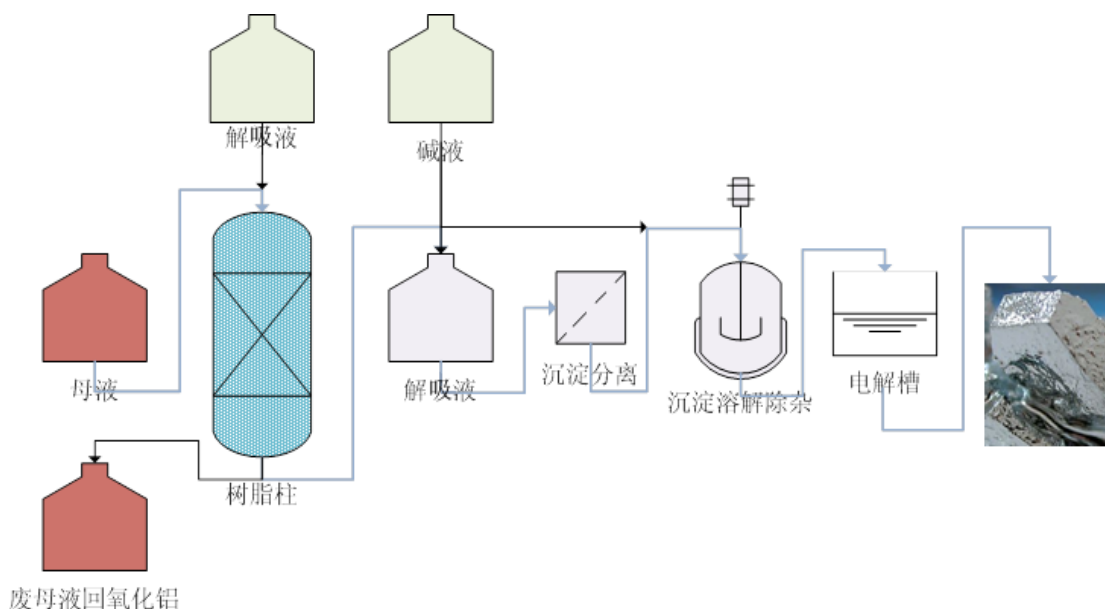 解吸液
碱液
母液
解吸液
沉淀分离
沉淀溶解除杂
电解槽
树脂柱
废母液回氧化铝